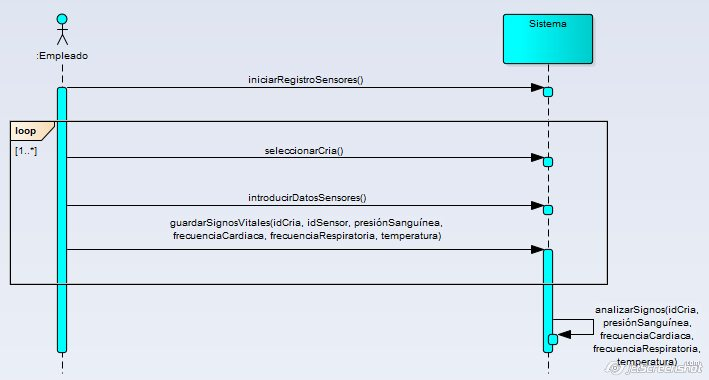 Sistema
:Empleado
iniciarRegistroSensores()
loop
[1..*]
seleccionarCria()
introducirDatosSensores()
guardarSignosVitales(idCria, idSensor, presiónSanguínea,
frecuenciaCardiaca, frecuenciaRespiratoria, temperatura)
analizarSignos(idCria,
presiónSanguínea,
frecuenciaCardiaca,
frecuenciaRespiratoria,
temperatura)
jetScreenshot